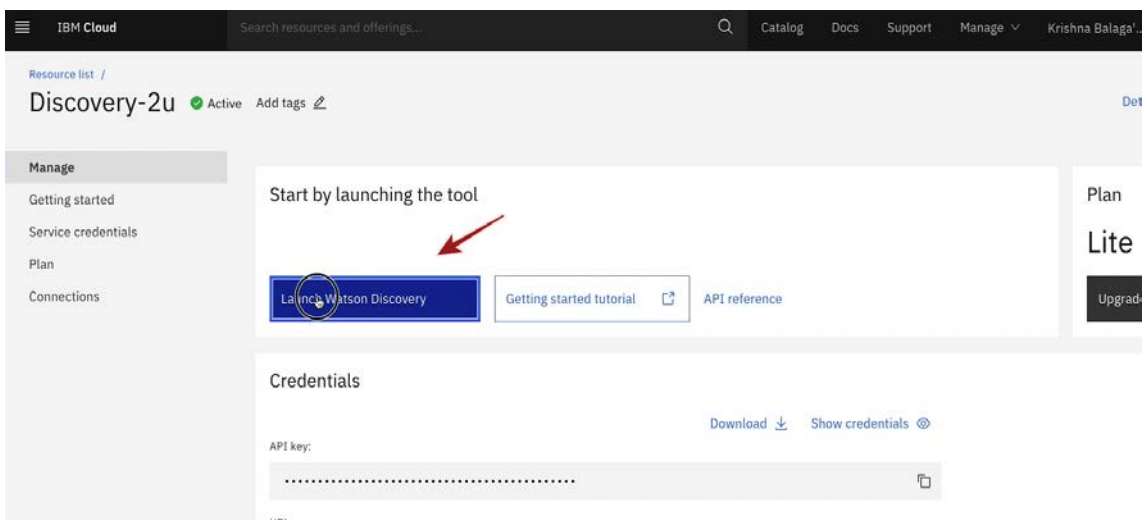 IBM Cloud Search resources and offerings... Catalog Docs Support Manage Krishna Balaga'...
Resource list /
Discovery-2u Active Add tags
Manage
Getting started
Service credentials
Plan
Connections
Start by launching the tool
Launch Watson Discovery Getting started tutorial API reference
Plan
Lite
Credentials
Download Show credentials
API key:
............................................